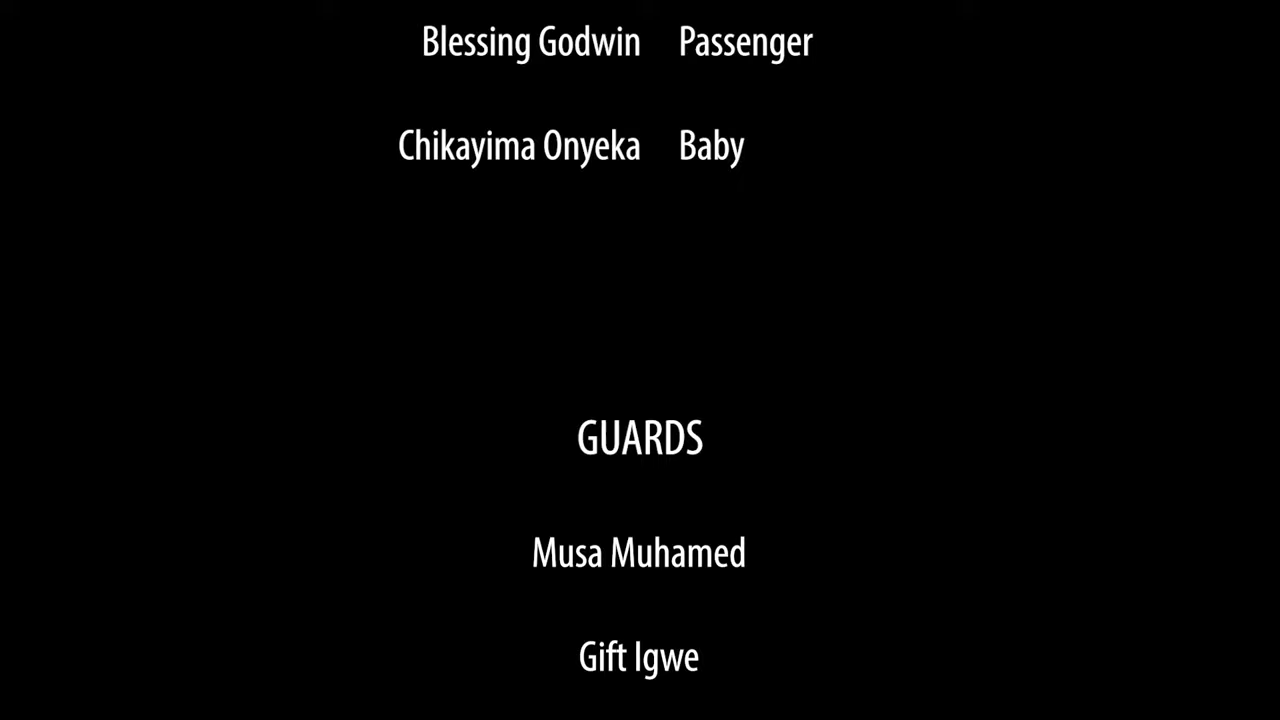 Blessing Godwin Passenger
Chikayima Onyeka Baby
GUARDS
Musa Muhamed
Gift Igwe